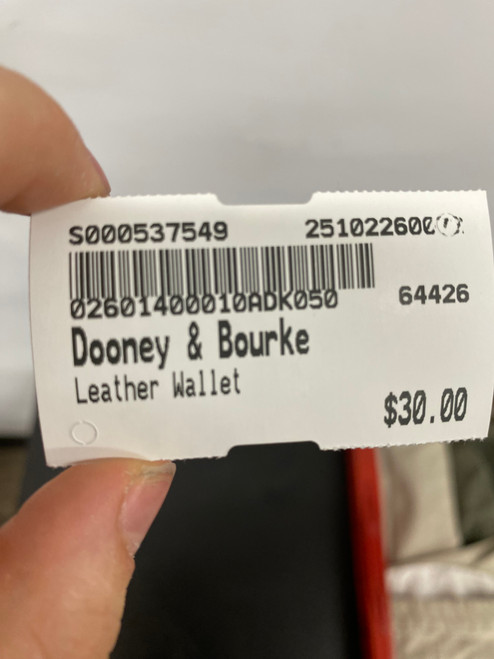 S000537549
02601400010ADK050 64426
Dooney & Bourke
Leather Wallet
$30.00